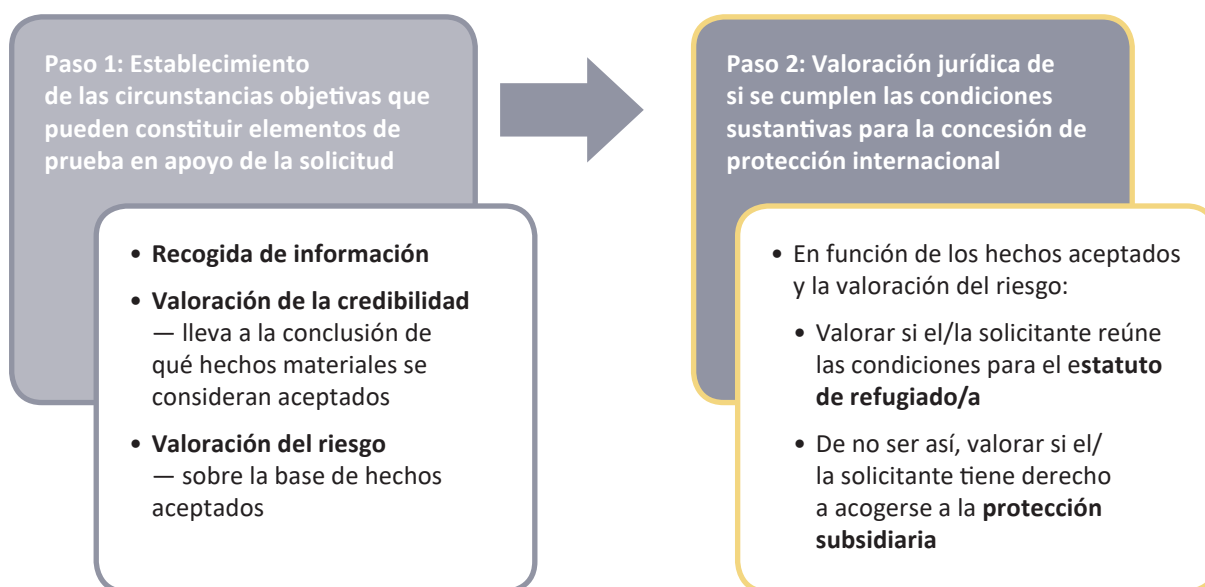 Paso 1: Establecimiento
de las circunstancias objetivas que
pueden constituir elementos de
prueba en apoyo de la solicitud
• Recogida de información
• Valoración de la credibilidad
— lleva a la conclusión de
qué hechos materiales se
consideran aceptados
• Valoración del riesgo
— sobre la base de hechos
aceptados
Paso 2: Valoración jurídica de
si se cumplen las condiciones
sustantivas para la concesión de
protección internacional
• En función de los hechos aceptados
y la valoración del riesgo:
• Valorar si el/la solicitante reúne
las condiciones para el estatuto
de refugiado/a
• De no ser así, valorar si el/
la solicitante tiene derecho
a acogerse a la protección
subsidiaria